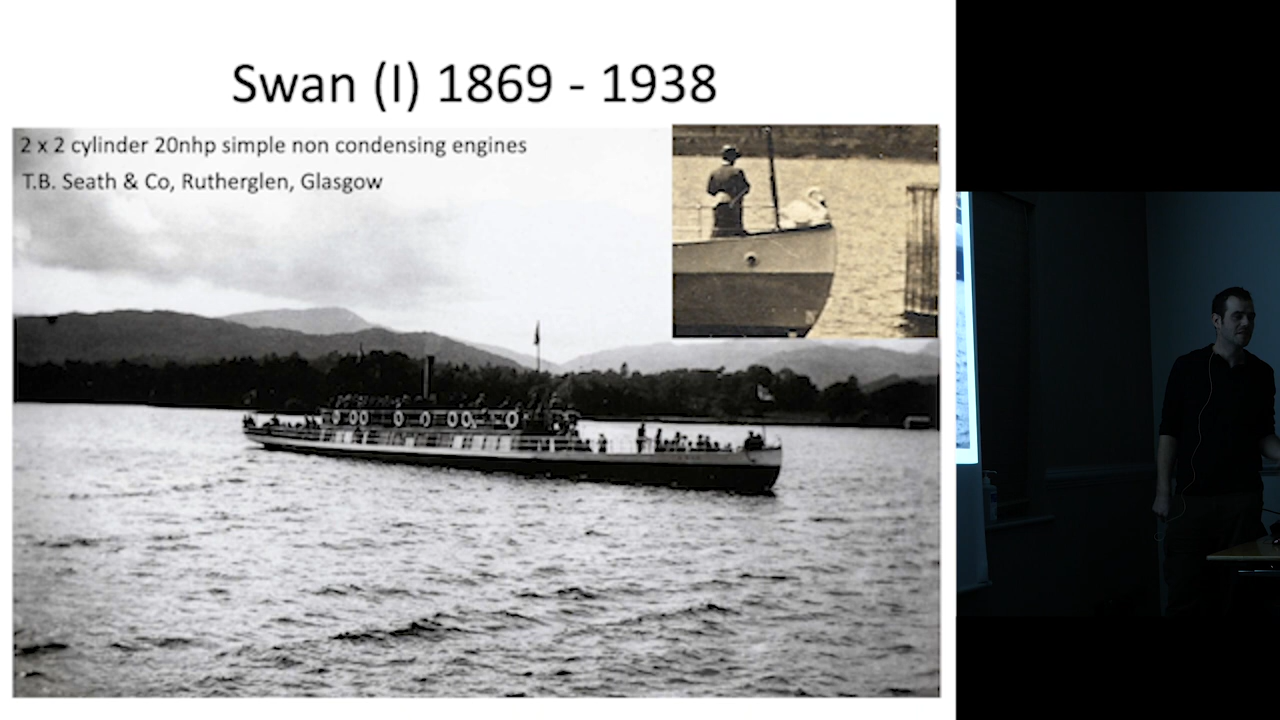 Swan (I) 1869 - 1938
2 x 2 cylinder 20nhp simple non condensing engines
T.B. Seath & Co, Rutherglen, Glasgow